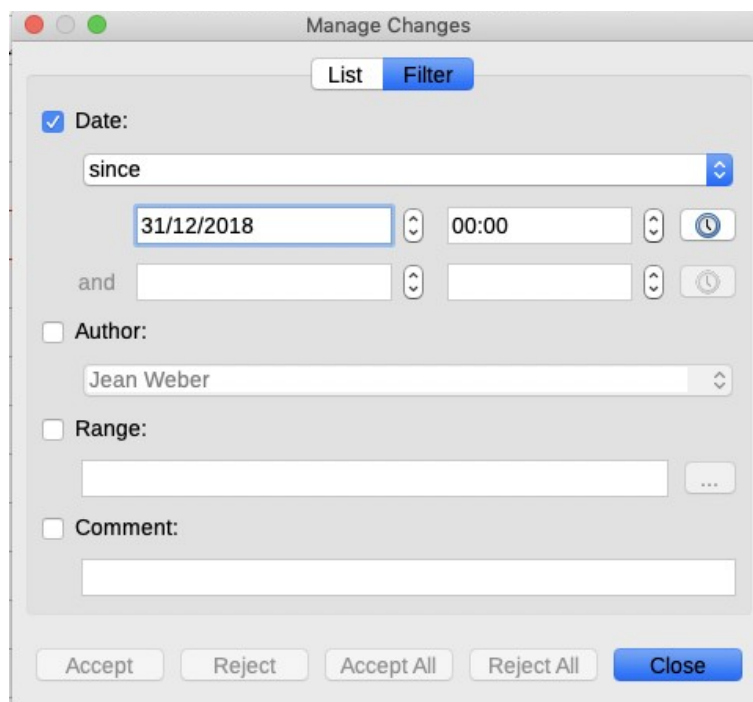 Manage Changes
List Filter
Date:
since
31/12/2018 00:00
and
Author:
Jean Weber
Range:
...
Comment:
Accept Reject Accept All Reject All Close